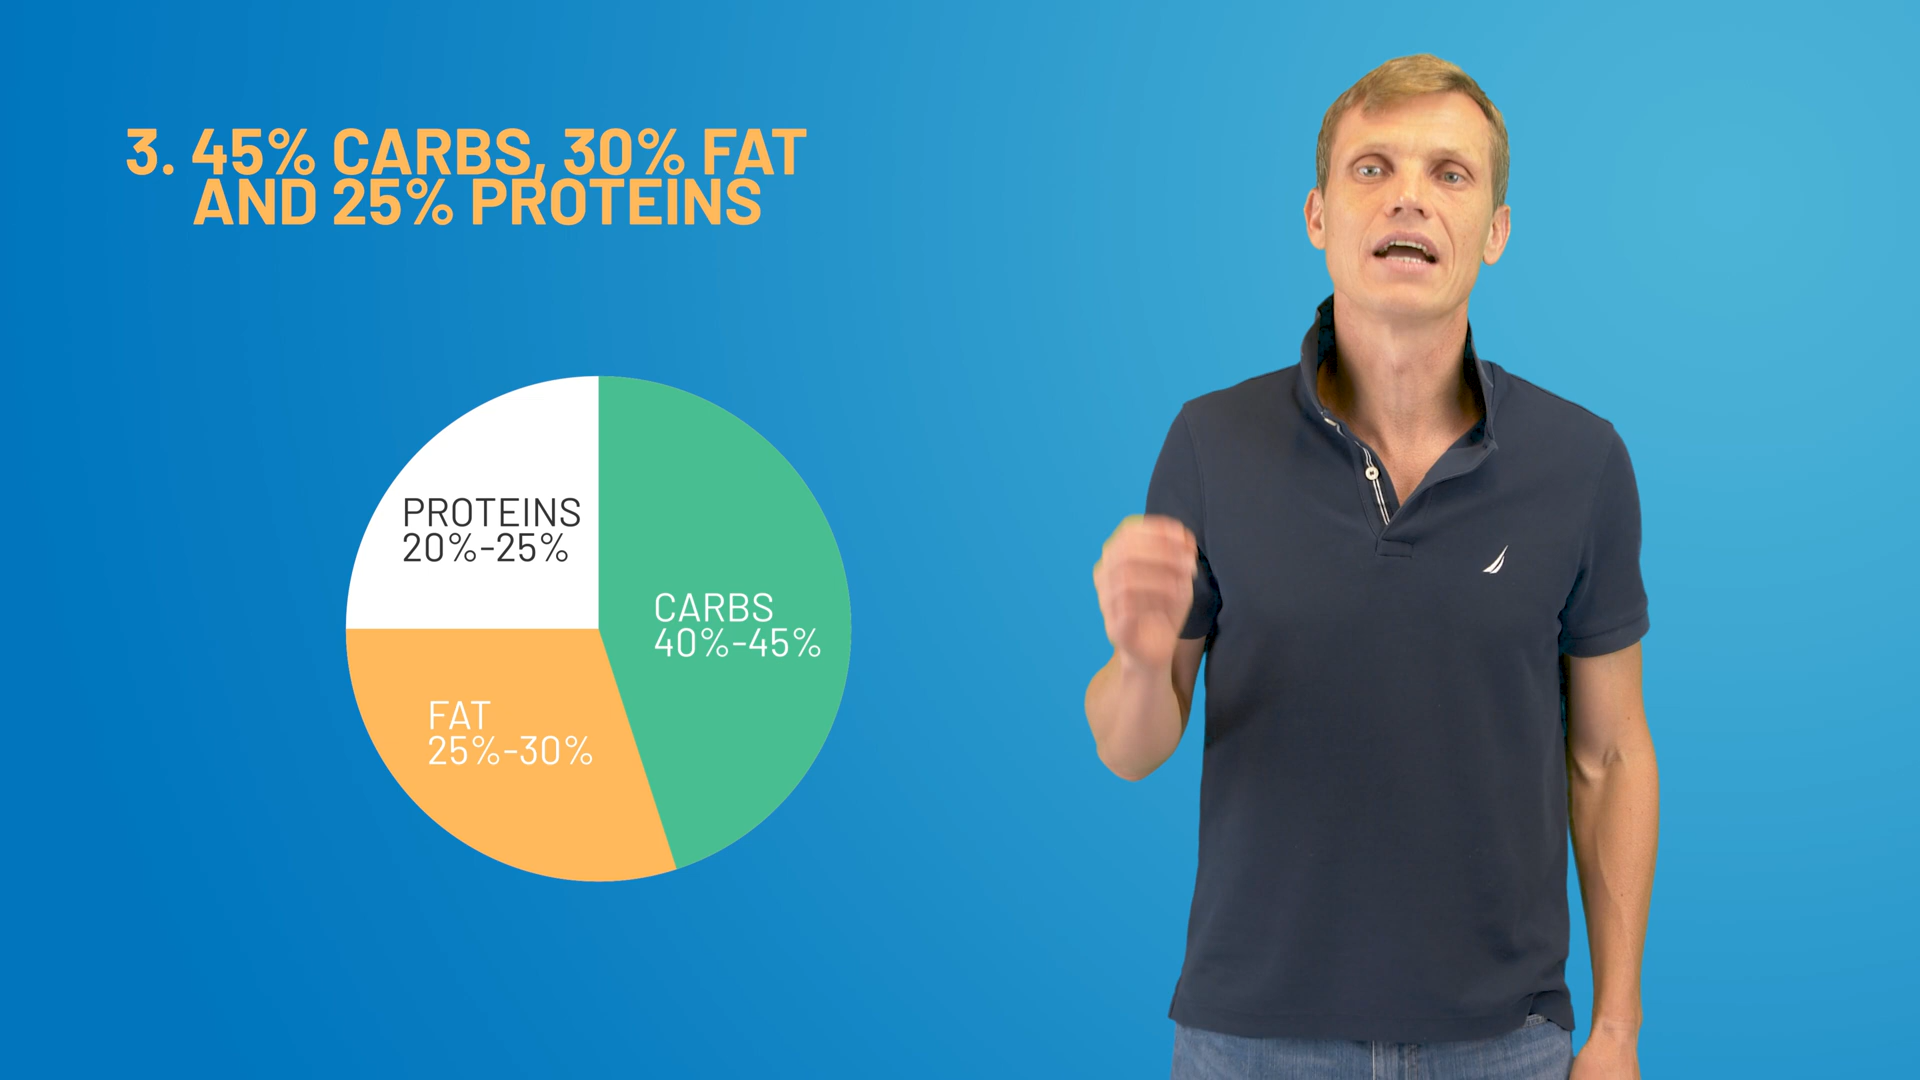 3. 45% CARBS, 30% FAT
AND 25% PROTEINS
PROTEINS
20%-25%
CARBS
40%-45%
FAT
25%-30%